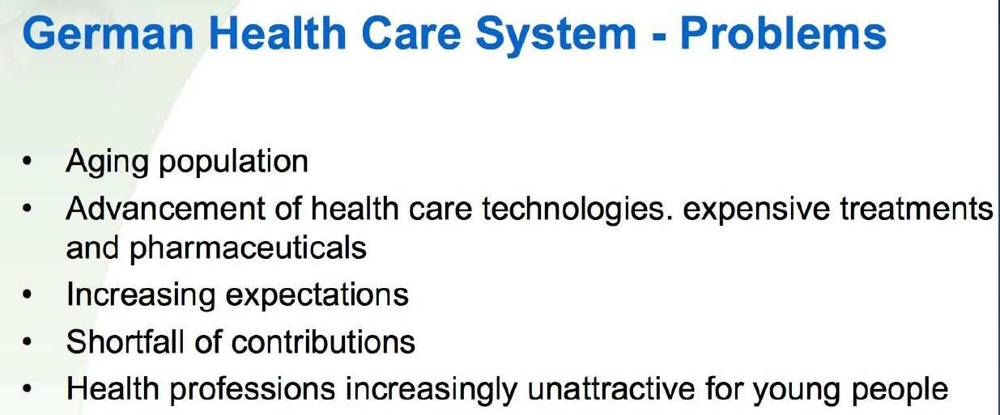 German Health Care System - Problems
• Aging population
• Advancement of health care technologies. expensive treatments
and pharmaceuticals
• Increasing expectations
• Shortfall of contributions
• Health professions increasingly unattractive for young people